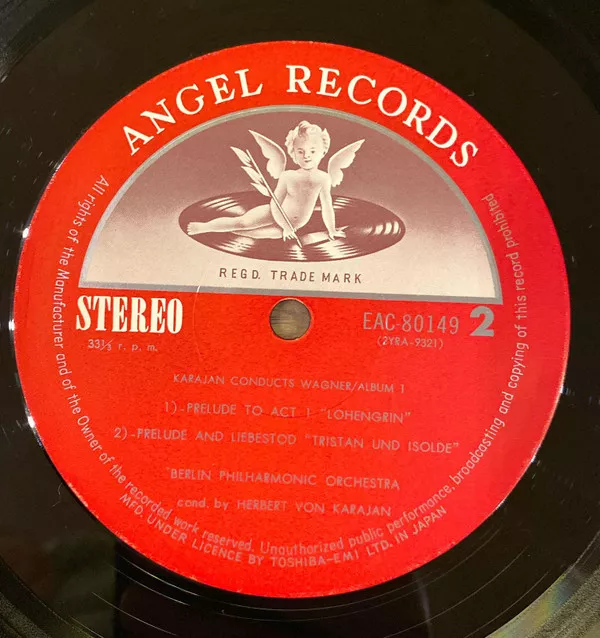 ANGEL RECORDS
REGD. TRADE MARK
STEREO
33⅓ r. p. m.
EAC-80149 2
(2YRA-9321)
KARAJAN CONDUCTS WAGNER/ALBUM 1
1)-PRELUDE TO ACT 1 "LOHENGRIN"
2)-PRELUDE AND LIEBESTOD "TRISTAN UND ISOLDE"
BERLIN PHILHARMONIC ORCHESTRA
cond. by HERBERT VON KARAJAN
All rights of the Manufacturer and of the Owner of the recorded work reserved. Unauthorized public performance, broadcasting and copying of this record prohibited
MFD. UNDER LICENCE BY TOSHIBA-EMI LTD. IN JAPAN